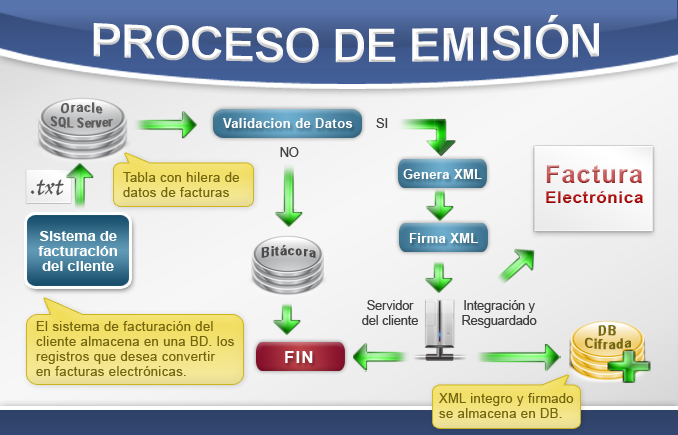 PROCESO DE EMISIÓN
Oracle
SQL Server
Validacion de Datos
SI
NO
.txt
Tabla con hilera de
datos de facturas
Genera XML
Factura
Electrónica
Sistema de
facturación
del cliente
Firma XML
Bitácora
Servidor
del cliente
Integración y
Resguardado
El sistema de facturación del
cliente almacena en una BD. los
registros que desea convertir
en facturas electrónicas.
FIN
DB
Cifrada
XML integro y firmado
se almacena en DB.